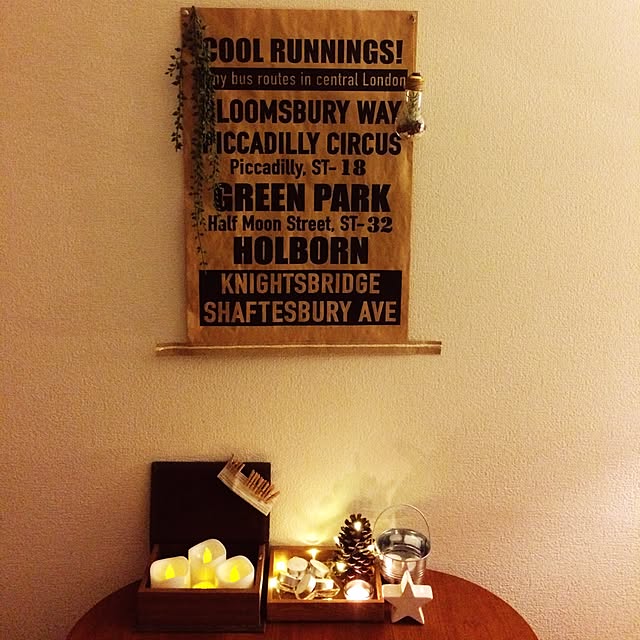 COOL RUNNINGS!
ny bus routes in central London
LOOMSBURY WAY
PICCADILLY CIRCUS
Piccadilly, ST-18
GREEN PARK
Half Moon Street, ST-32
HOLBORN
KNIGHTSBRIDGE
SHAFTESBURY AVE